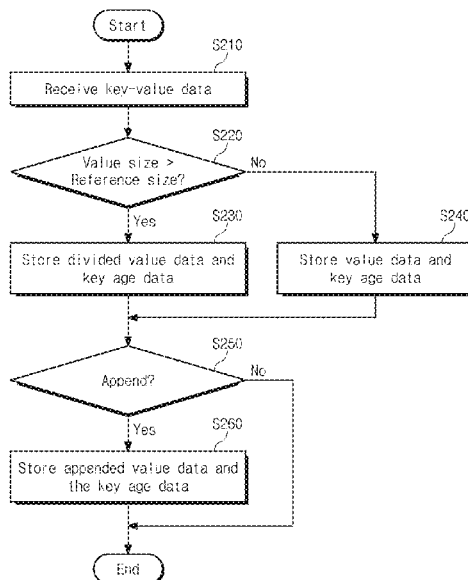 Start
S210
Receive key-value data
S220
Value size >
Reference size?
No
Yes
S230
S240
Store divided value data and
key age data
Store value data and
key age data
S250
Append?
No
Yes
S260
Store appended value data and
the key age data
End